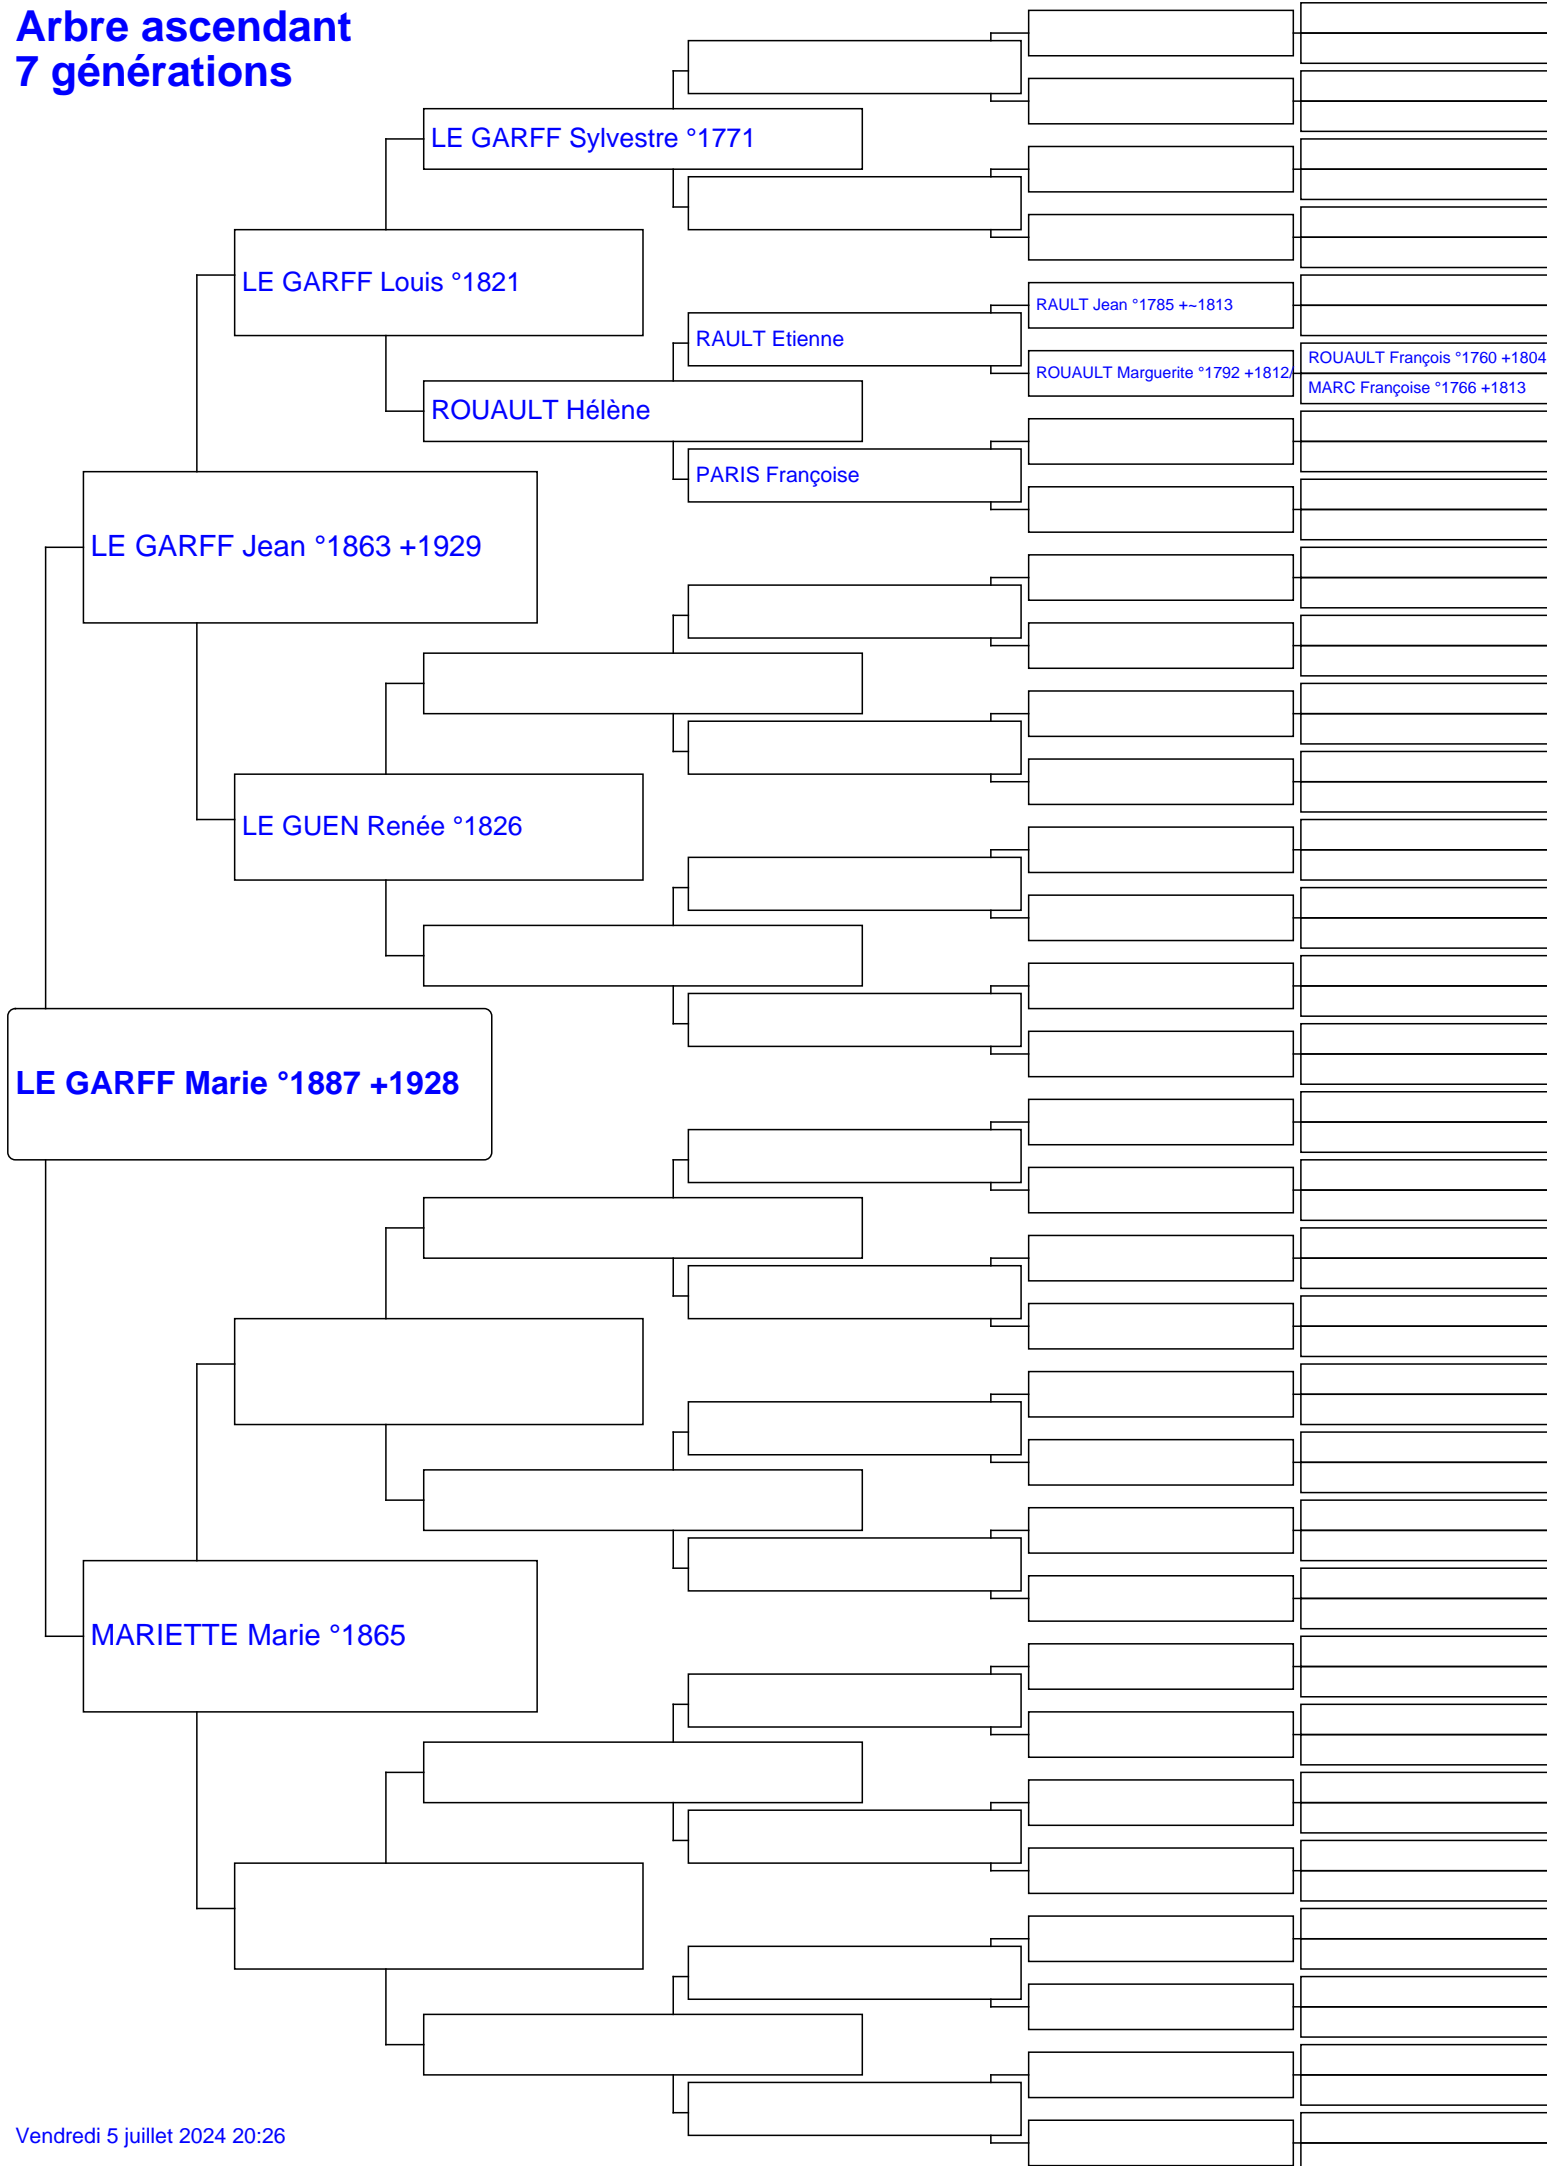 Arbre ascendant
7 générations
LE GARFF Sylvestre °1771
LE GARFF Louis °1821
RAULT Jean °1785 +~1813
RAULT Etienne
ROUAULT François °1760 +1804
ROUAULT Marguerite °1792 +1812/
MARC Françoise °1766 +1813
ROUAULT Hélène
PARIS Françoise
LE GARFF Jean °1863 +1929
LE GUEN Renée °1826
LE GARFF Marie °1887 +1928
MARIETTE Marie °1865
Vendredi 5 juillet 2024 20:26